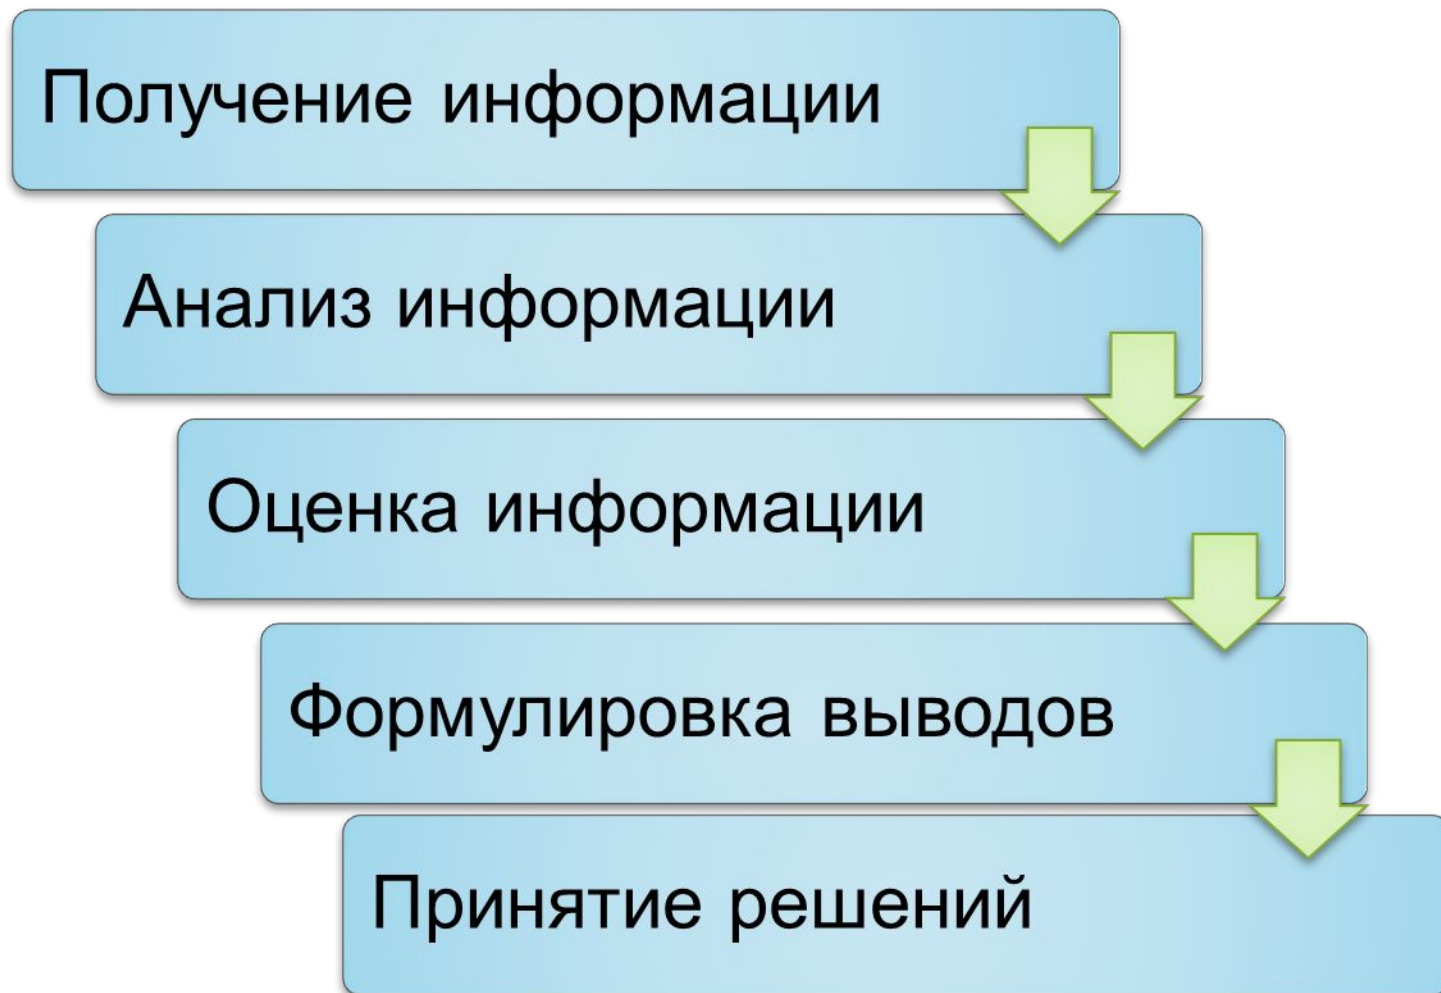 Получение информации
Анализ информации
Оценка информации
Формулировка выводов
Принятие решений